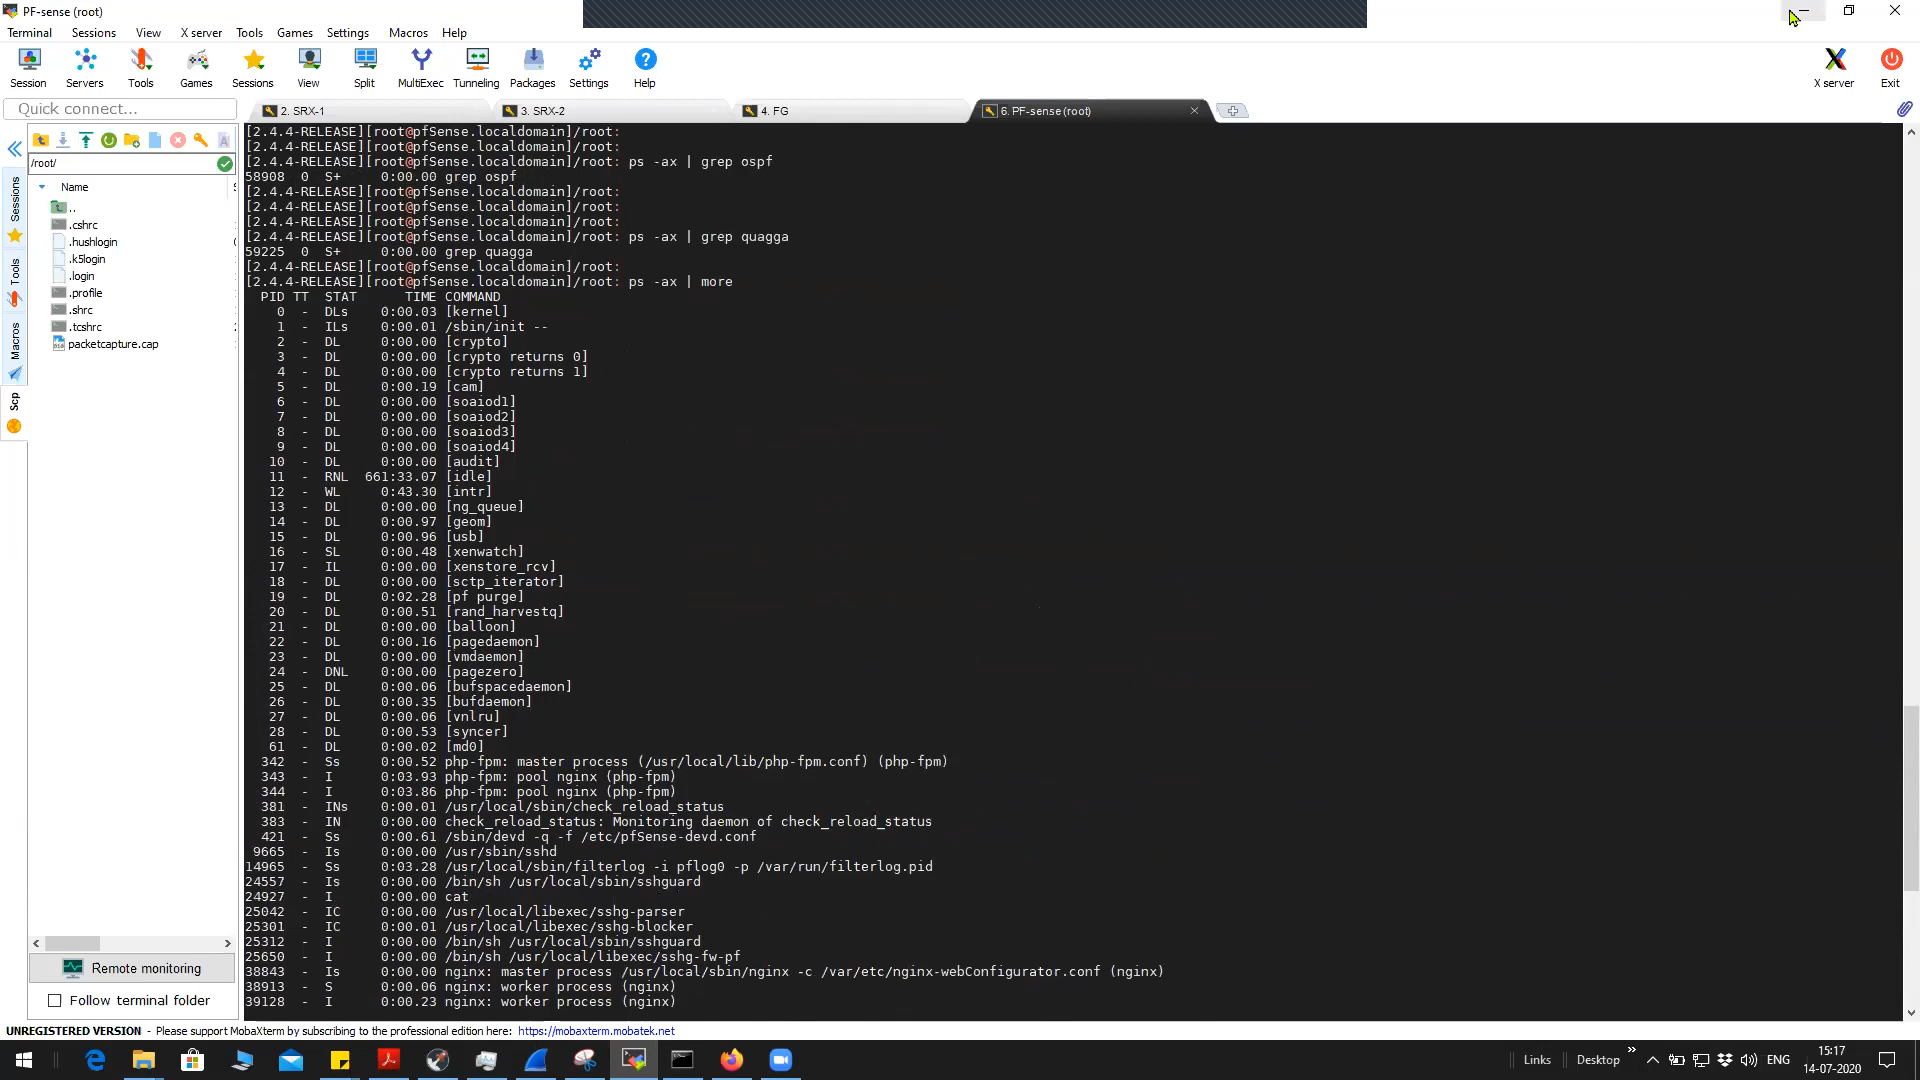 PF-sense (root)
Terminal Sessions View X server Tools Games Settings Macros Help
Session Servers Tools Games Sessions View Split MultiExec Tunneling Packages Settings Help X server Exit
Quick connect...
2. SRX-1 3. SRX-2 4. FG 6. PF-sense (root)
/root/
Name
..
.cshrc
.hushlogin
.k5login
.login
.profile
.shrc
.tcshrc
packetcapture.cap
Sessions
Tools
Macros
Scp
Remote monitoring
Follow terminal folder
[2.4.4-RELEASE][root@pfSense.localdomain]/root:
[2.4.4-RELEASE][root@pfSense.localdomain]/root:
[2.4.4-RELEASE][root@pfSense.localdomain]/root: ps -ax | grep ospf
58908 0 S+ 0:00.00 grep ospf
[2.4.4-RELEASE][root@pfSense.localdomain]/root:
[2.4.4-RELEASE][root@pfSense.localdomain]/root:
[2.4.4-RELEASE][root@pfSense.localdomain]/root:
[2.4.4-RELEASE][root@pfSense.localdomain]/root: ps -ax | grep quagga
59225 0 S+ 0:00.00 grep quagga
[2.4.4-RELEASE][root@pfSense.localdomain]/root:
[2.4.4-RELEASE][root@pfSense.localdomain]/root: ps -ax | more
PID TT STAT TIME COMMAND
0 - DLs 0:00.03 [kernel]
1 - ILs 0:00.01 /sbin/init --
2 - DL 0:00.00 [crypto]
3 - DL 0:00.00 [crypto returns 0]
4 - DL 0:00.00 [crypto returns 1]
5 - DL 0:00.19 [cam]
6 - DL 0:00.00 [soaiod1]
7 - DL 0:00.00 [soaiod2]
8 - DL 0:00.00 [soaiod3]
9 - DL 0:00.00 [soaiod4]
10 - DL 0:00.00 [audit]
11 - RNL 661:33.07 [idle]
12 - WL 0:43.30 [intr]
13 - DL 0:00.00 [ng_queue]
14 - DL 0:00.97 [geom]
15 - DL 0:00.96 [usb]
16 - SL 0:00.48 [xenwatch]
17 - IL 0:00.00 [xenstore_rcv]
18 - DL 0:00.00 [sctp_iterator]
19 - DL 0:02.28 [pf purge]
20 - DL 0:00.51 [rand_harvestq]
21 - DL 0:00.00 [balloon]
22 - DL 0:00.16 [pagedaemon]
23 - DL 0:00.00 [vmdaemon]
24 - DNL 0:00.00 [pagezero]
25 - DL 0:00.06 [bufspacedaemon]
26 - DL 0:00.35 [bufdaemon]
27 - DL 0:00.06 [vnlru]
28 - DL 0:00.53 [syncer]
61 - DL 0:00.02 [md0]
342 - Ss 0:00.52 php-fpm: master process (/usr/local/lib/php-fpm.conf) (php-fpm)
343 - I 0:03.93 php-fpm: pool nginx (php-fpm)
344 - I 0:03.86 php-fpm: pool nginx (php-fpm)
381 - INs 0:00.01 /usr/local/sbin/check_reload_status
383 - IN 0:00.00 check_reload_status: Monitoring daemon of check_reload_status
421 - Ss 0:00.61 /sbin/devd -q -f /etc/pfSense-devd.conf
9665 - Is 0:00.00 /usr/sbin/sshd
14965 - Ss 0:03.28 /usr/local/sbin/filterlog -i pflog0 -p /var/run/filterlog.pid
24557 - Is 0:00.00 /bin/sh /usr/local/sbin/sshguard
24927 - I 0:00.00 cat
25042 - IC 0:00.00 /usr/local/libexec/sshg-parser
25301 - IC 0:00.01 /usr/local/libexec/sshg-blocker
25312 - I 0:00.00 /bin/sh /usr/local/sbin/sshguard
25650 - I 0:00.00 /bin/sh /usr/local/libexec/sshg-fw-pf
38843 - Is 0:00.00 nginx: master process /usr/local/sbin/nginx -c /var/etc/nginx-webConfigurator.conf (nginx)
38913 - S 0:00.06 nginx: worker process (nginx)
39128 - I 0:00.23 nginx: worker process (nginx)
UNREGISTERED VERSION - Please support MobaXterm by subscribing to the professional edition here: https://mobaxterm.mobatek.net
Links Desktop ENG 15:17
14-07-2020